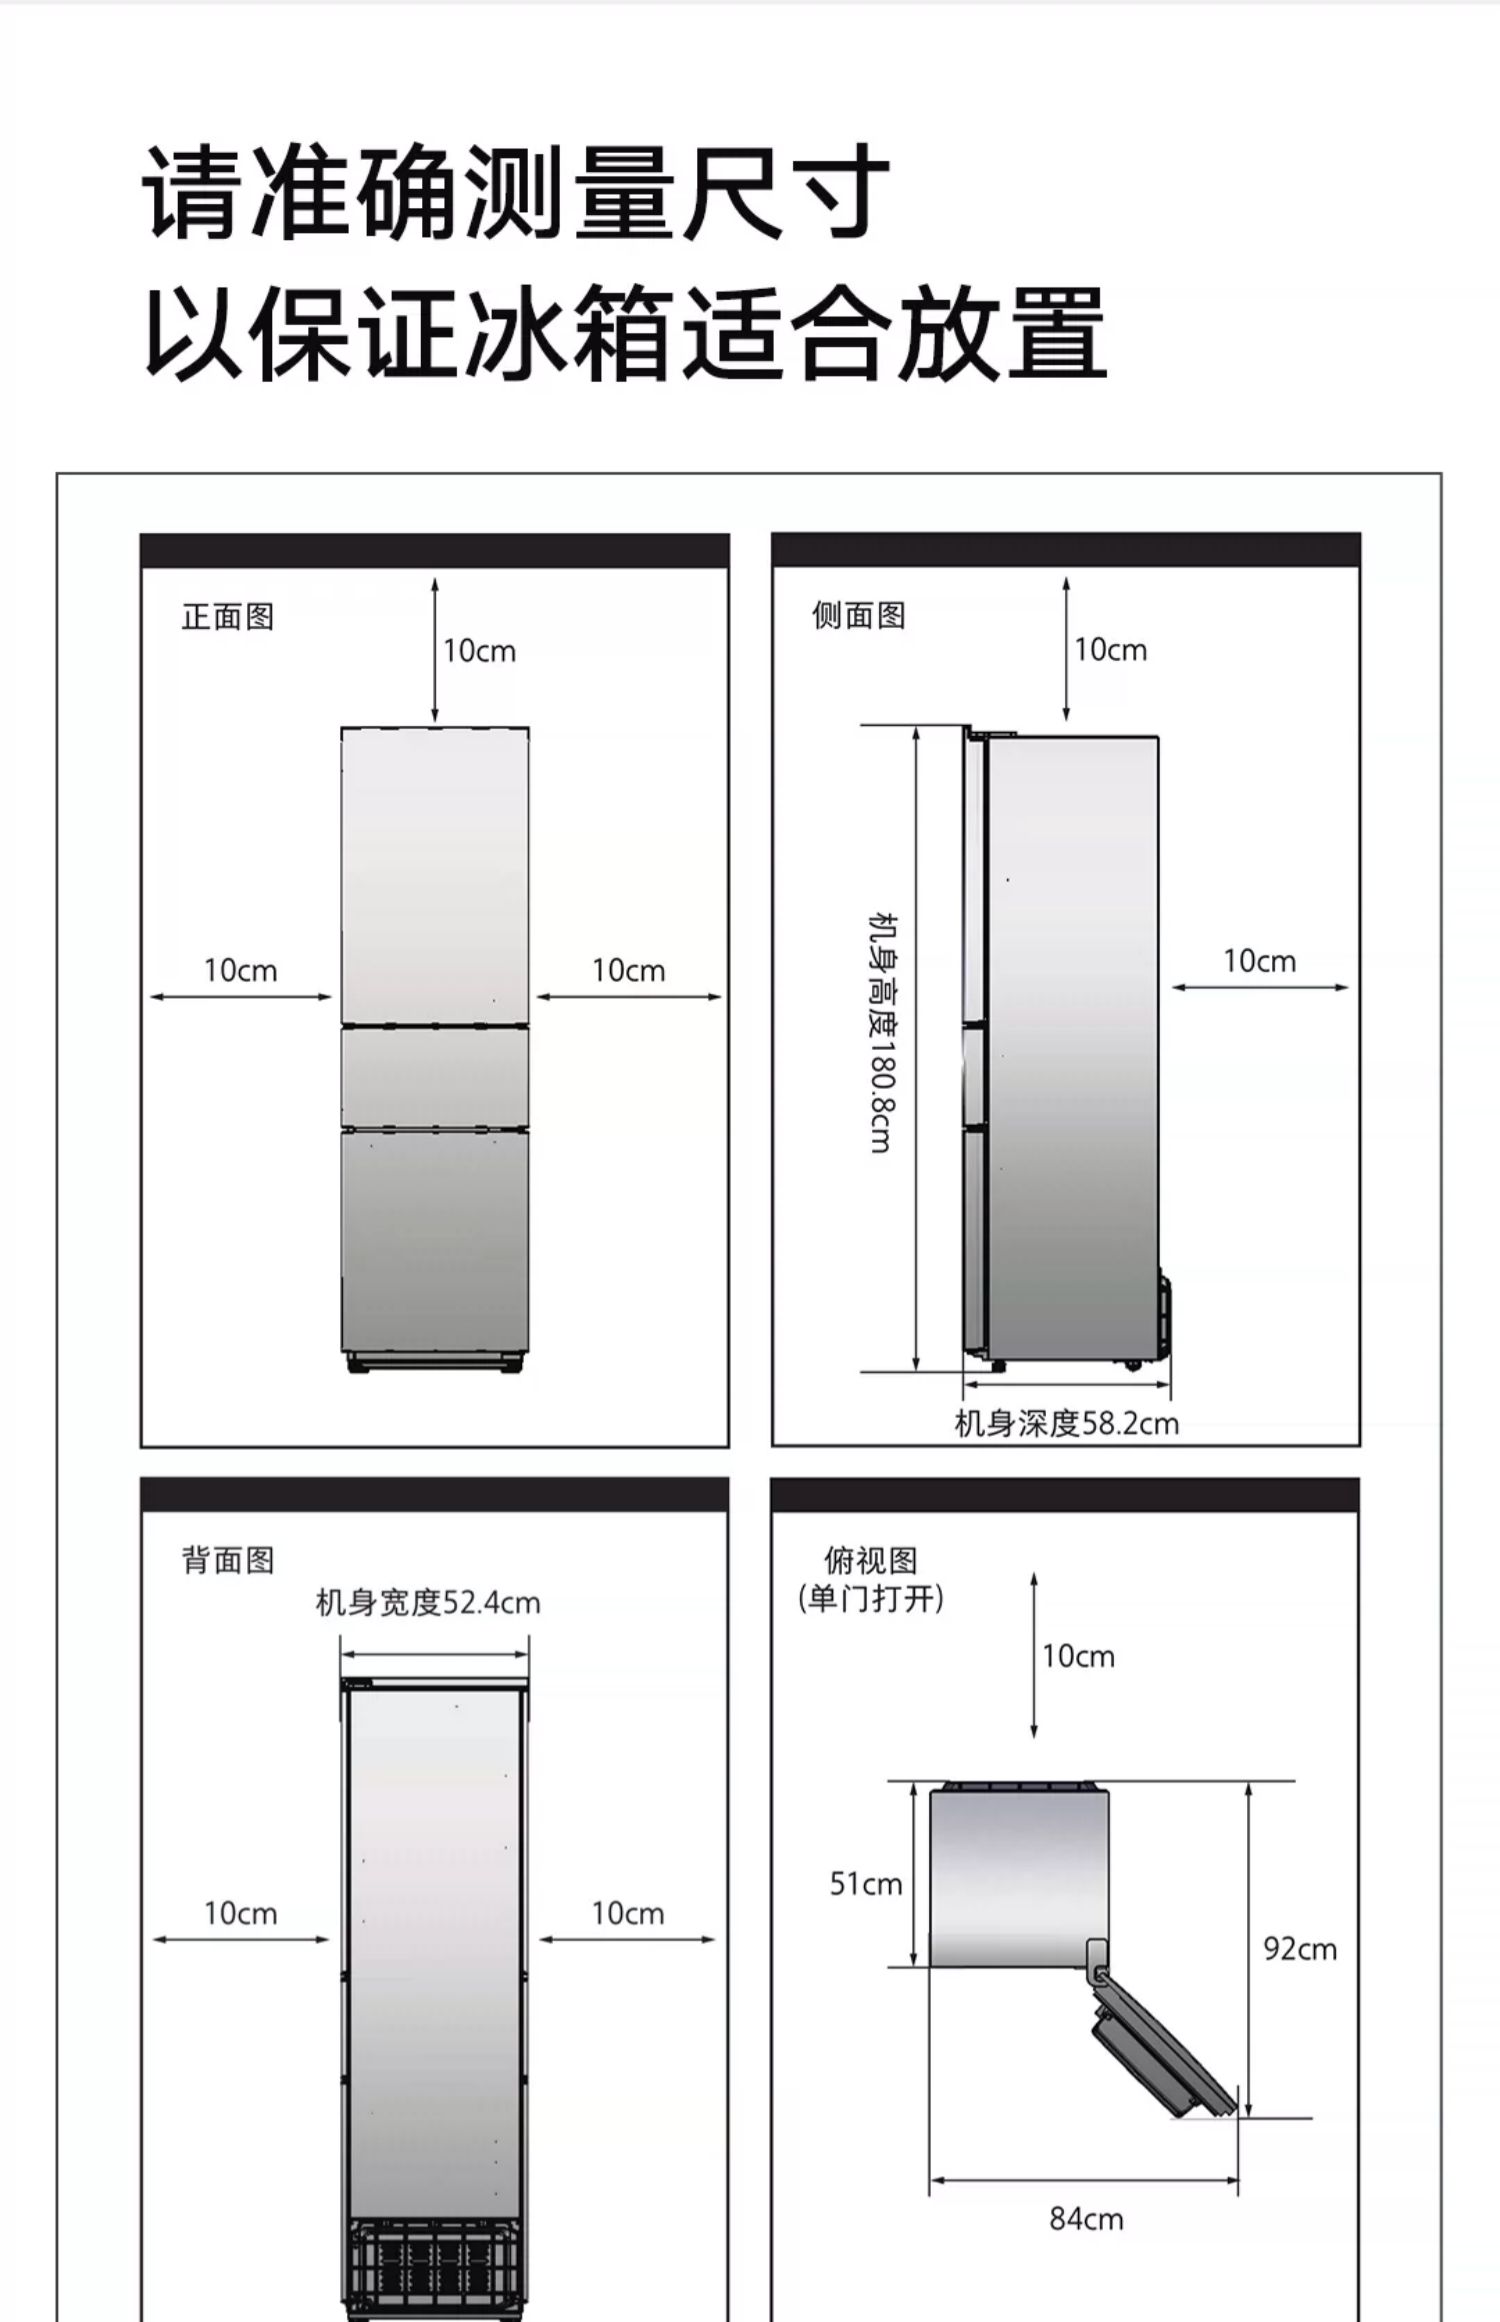 请准确测量尺寸
以保证冰箱适合放置
正面图
10cm
10cm
10cm
侧面图
10cm
机身高度180.8cm
10cm
机身深度58.2cm
背面图
机身宽度52.4cm
10cm
10cm
俯视图
(单门打开)
10cm
51cm
92cm
84cm